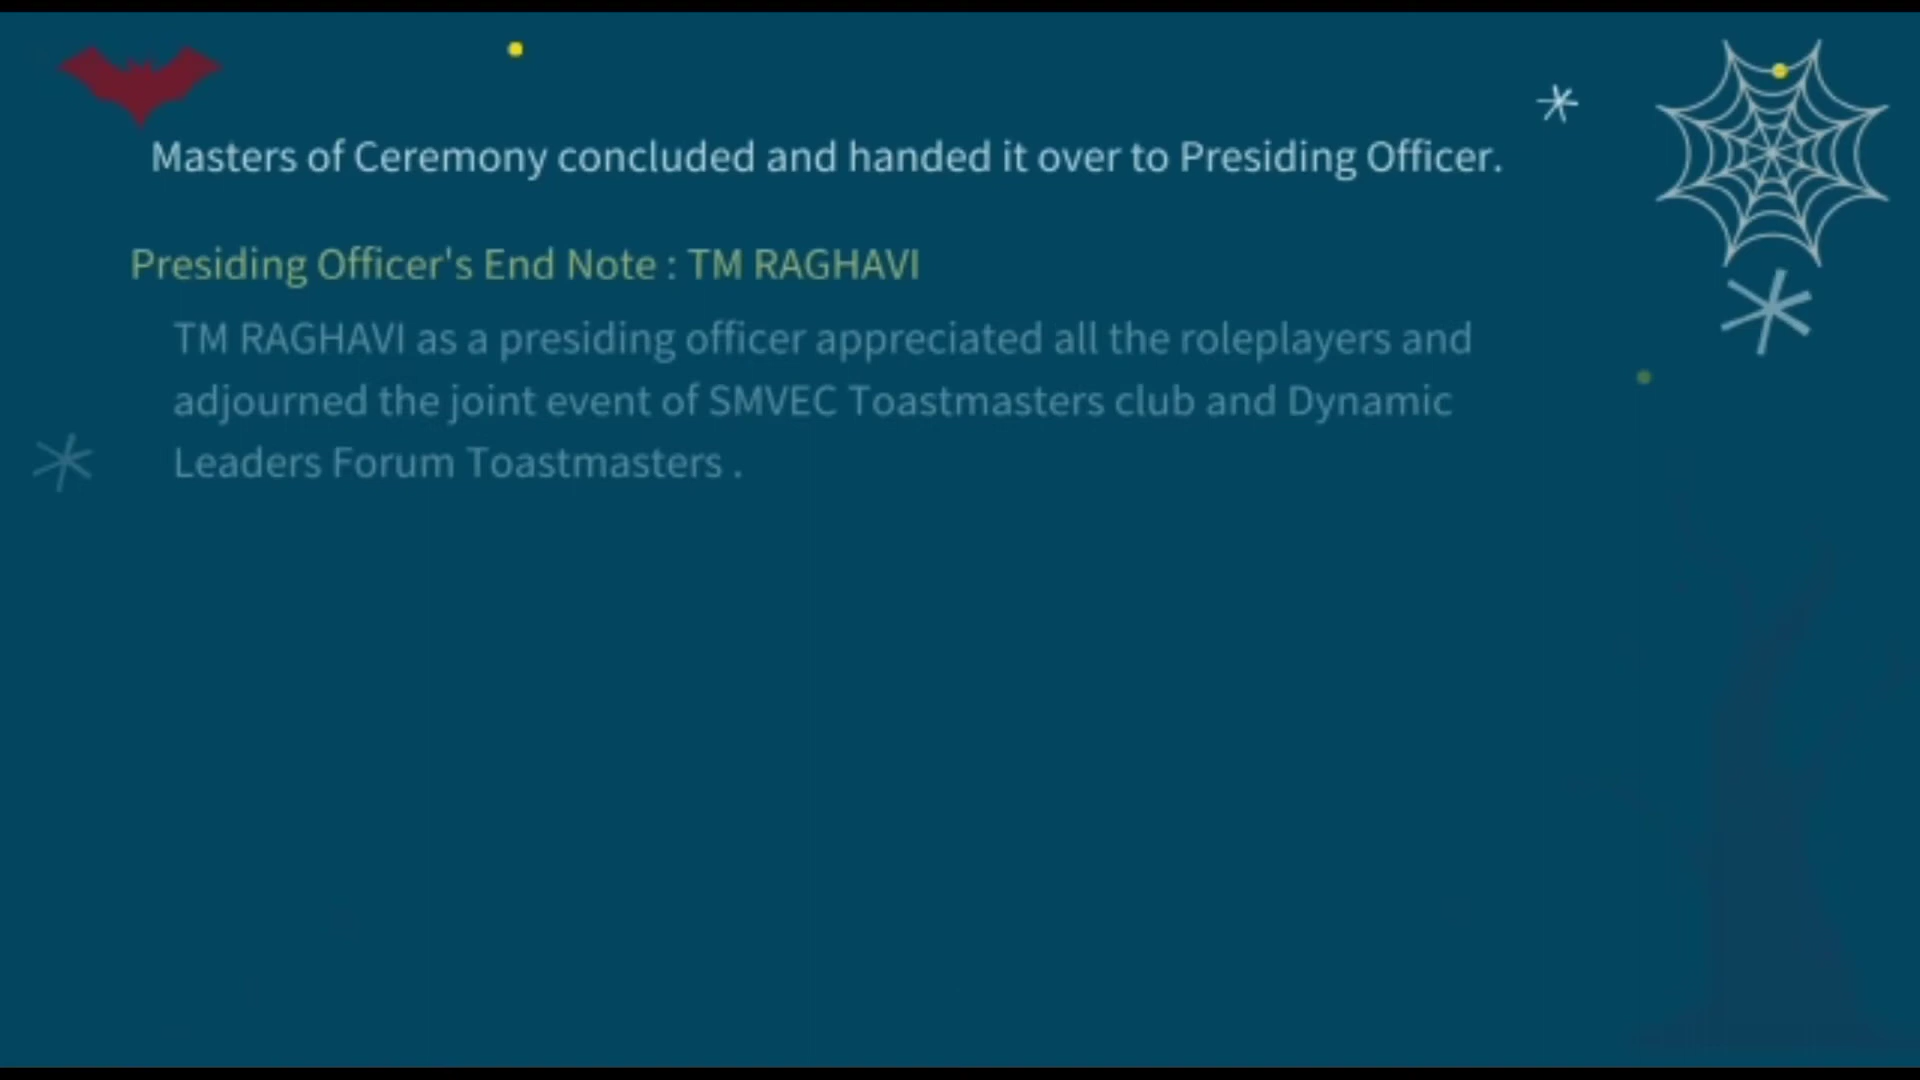 Masters of Ceremony concluded and handed it over to Presiding Officer.
Presiding Officer's End Note : TM RAGHAVI
TM RAGHAVI as a presiding officer appreciated all the roleplayers and
adjourned the joint event of SMVEC Toastmasters club and Dynamic
Leaders Forum Toastmasters .